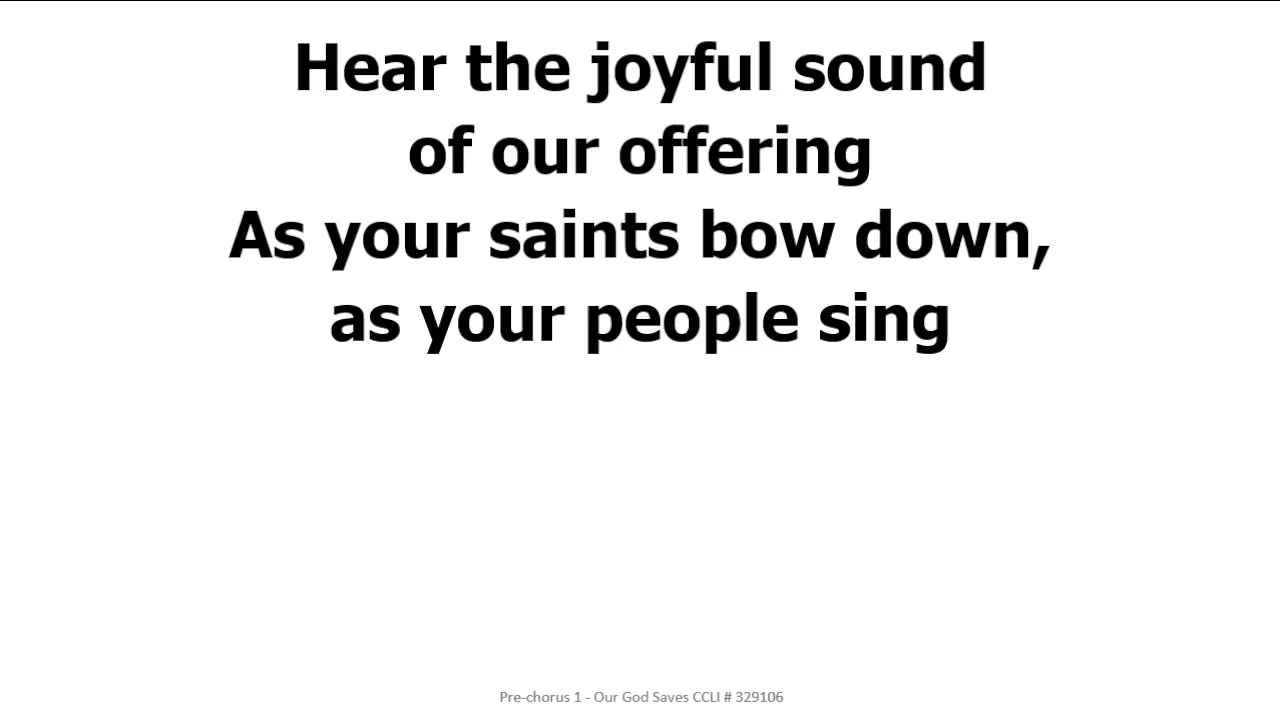 Hear the joyful sound
of our offering
As your saints bow down,
as your people sing
Pre-chorus 1 - Our God Saves CCLI # 329106